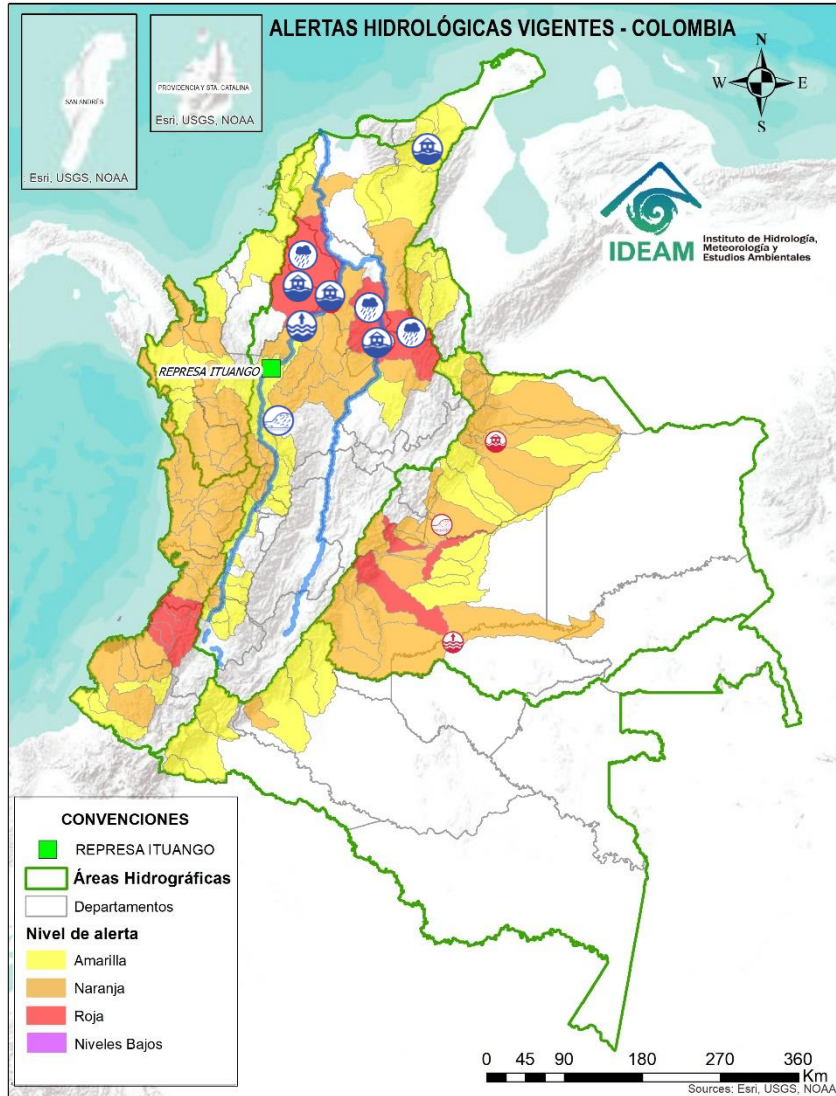 ALERTAS HIDROLÓGICAS VIGENTES - COLOMBIA
SAN ANDRÉS
Esri, USGS, NOAA
PROVIDENCIA Y STA. CATALINA
Esri, USGS, NOAA
N
W
E
S
IDEAM
Instituto de Hidrología,
Meteorología y
Estudios Ambientales
REPRESA ITUANGO
CONVENCIONES
REPRESA ITUANGO
Áreas Hidrográficas
Departamentos
Nivel de alerta
Amarilla
Naranja
Roja
Niveles Bajos
0 45 90 180 270 360
Km
Sources: Esri, USGS, NOAA